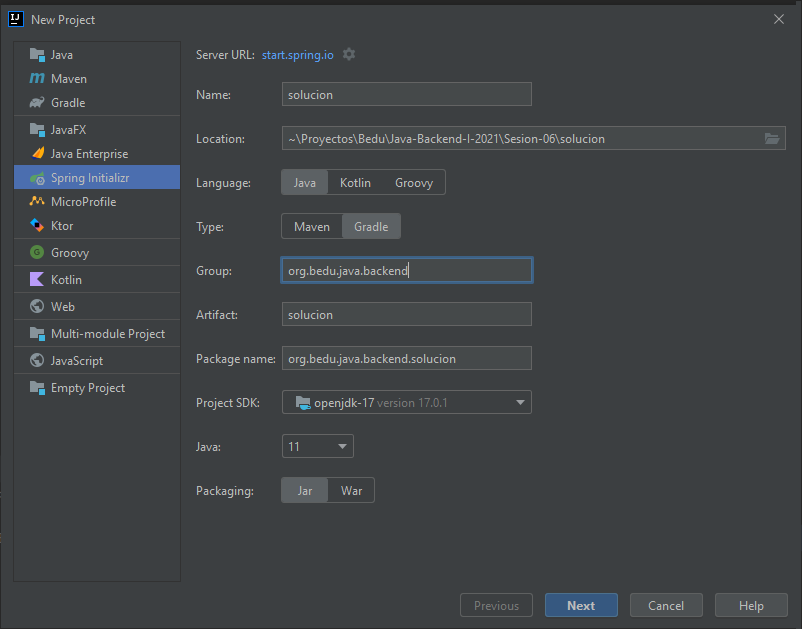 IJ New Project
Java
Maven
Gradle
JavaFX
Java Enterprise
Spring Initializr
MicroProfile
Ktor
Groovy
Kotlin
Web
Multi-module Project
JavaScript
Empty Project
Server URL: start.spring.io
Name: solucion
Location: ~\Proyectos\Bedu\Java-Backend-I-2021\Sesion-06\solucion
Language: Java Kotlin Groovy
Type: Maven Gradle
Group: org.bedu.java.backend
Artifact: solucion
Package name: org.bedu.java.backend.solucion
Project SDK: openjdk-17 version 17.0.1
Java: 11
Packaging: Jar War
Previous Next Cancel Help